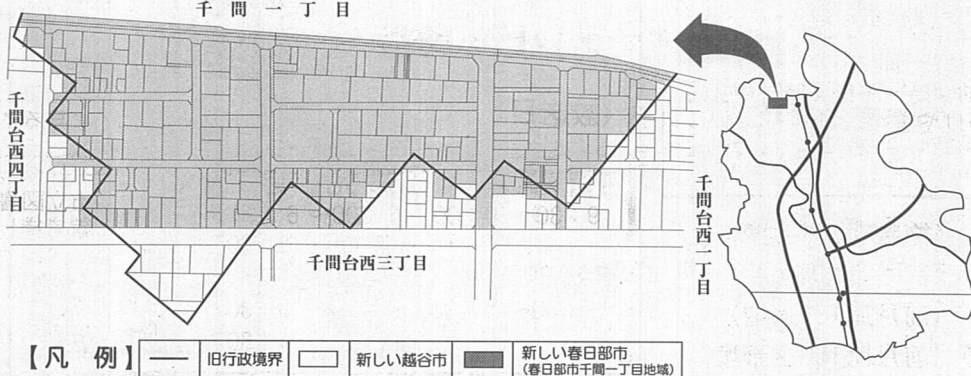 千間一丁目
千間台西四丁目
千間台西三丁目
千間台西二丁目
【凡 例】
旧行政境界
新しい越谷市
新しい春日部市
(春日部市千間一丁目地域)